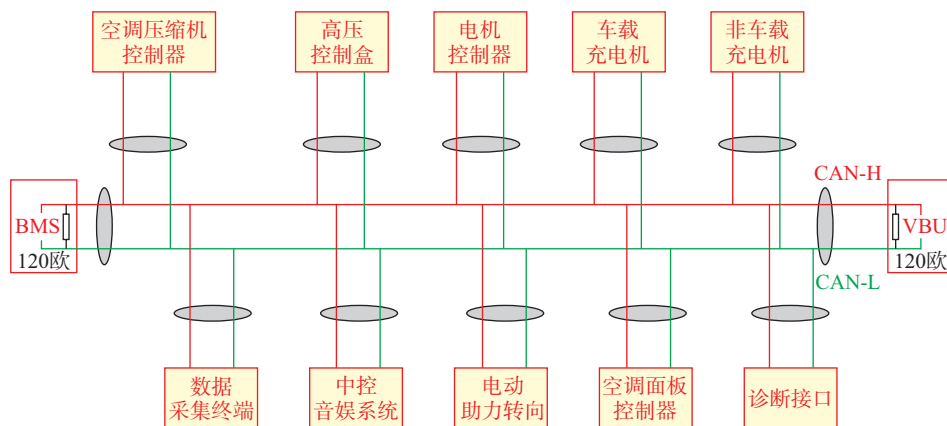 空调压缩机
控制器
高压
控制盒
电机
控制器
车载
充电机
非车载
充电机
CAN-H
BMS
120欧
VBU
120欧
CAN-L
数据
采集终端
中控
音娱系统
电动
助力转向
空调面板
控制器
诊断接口